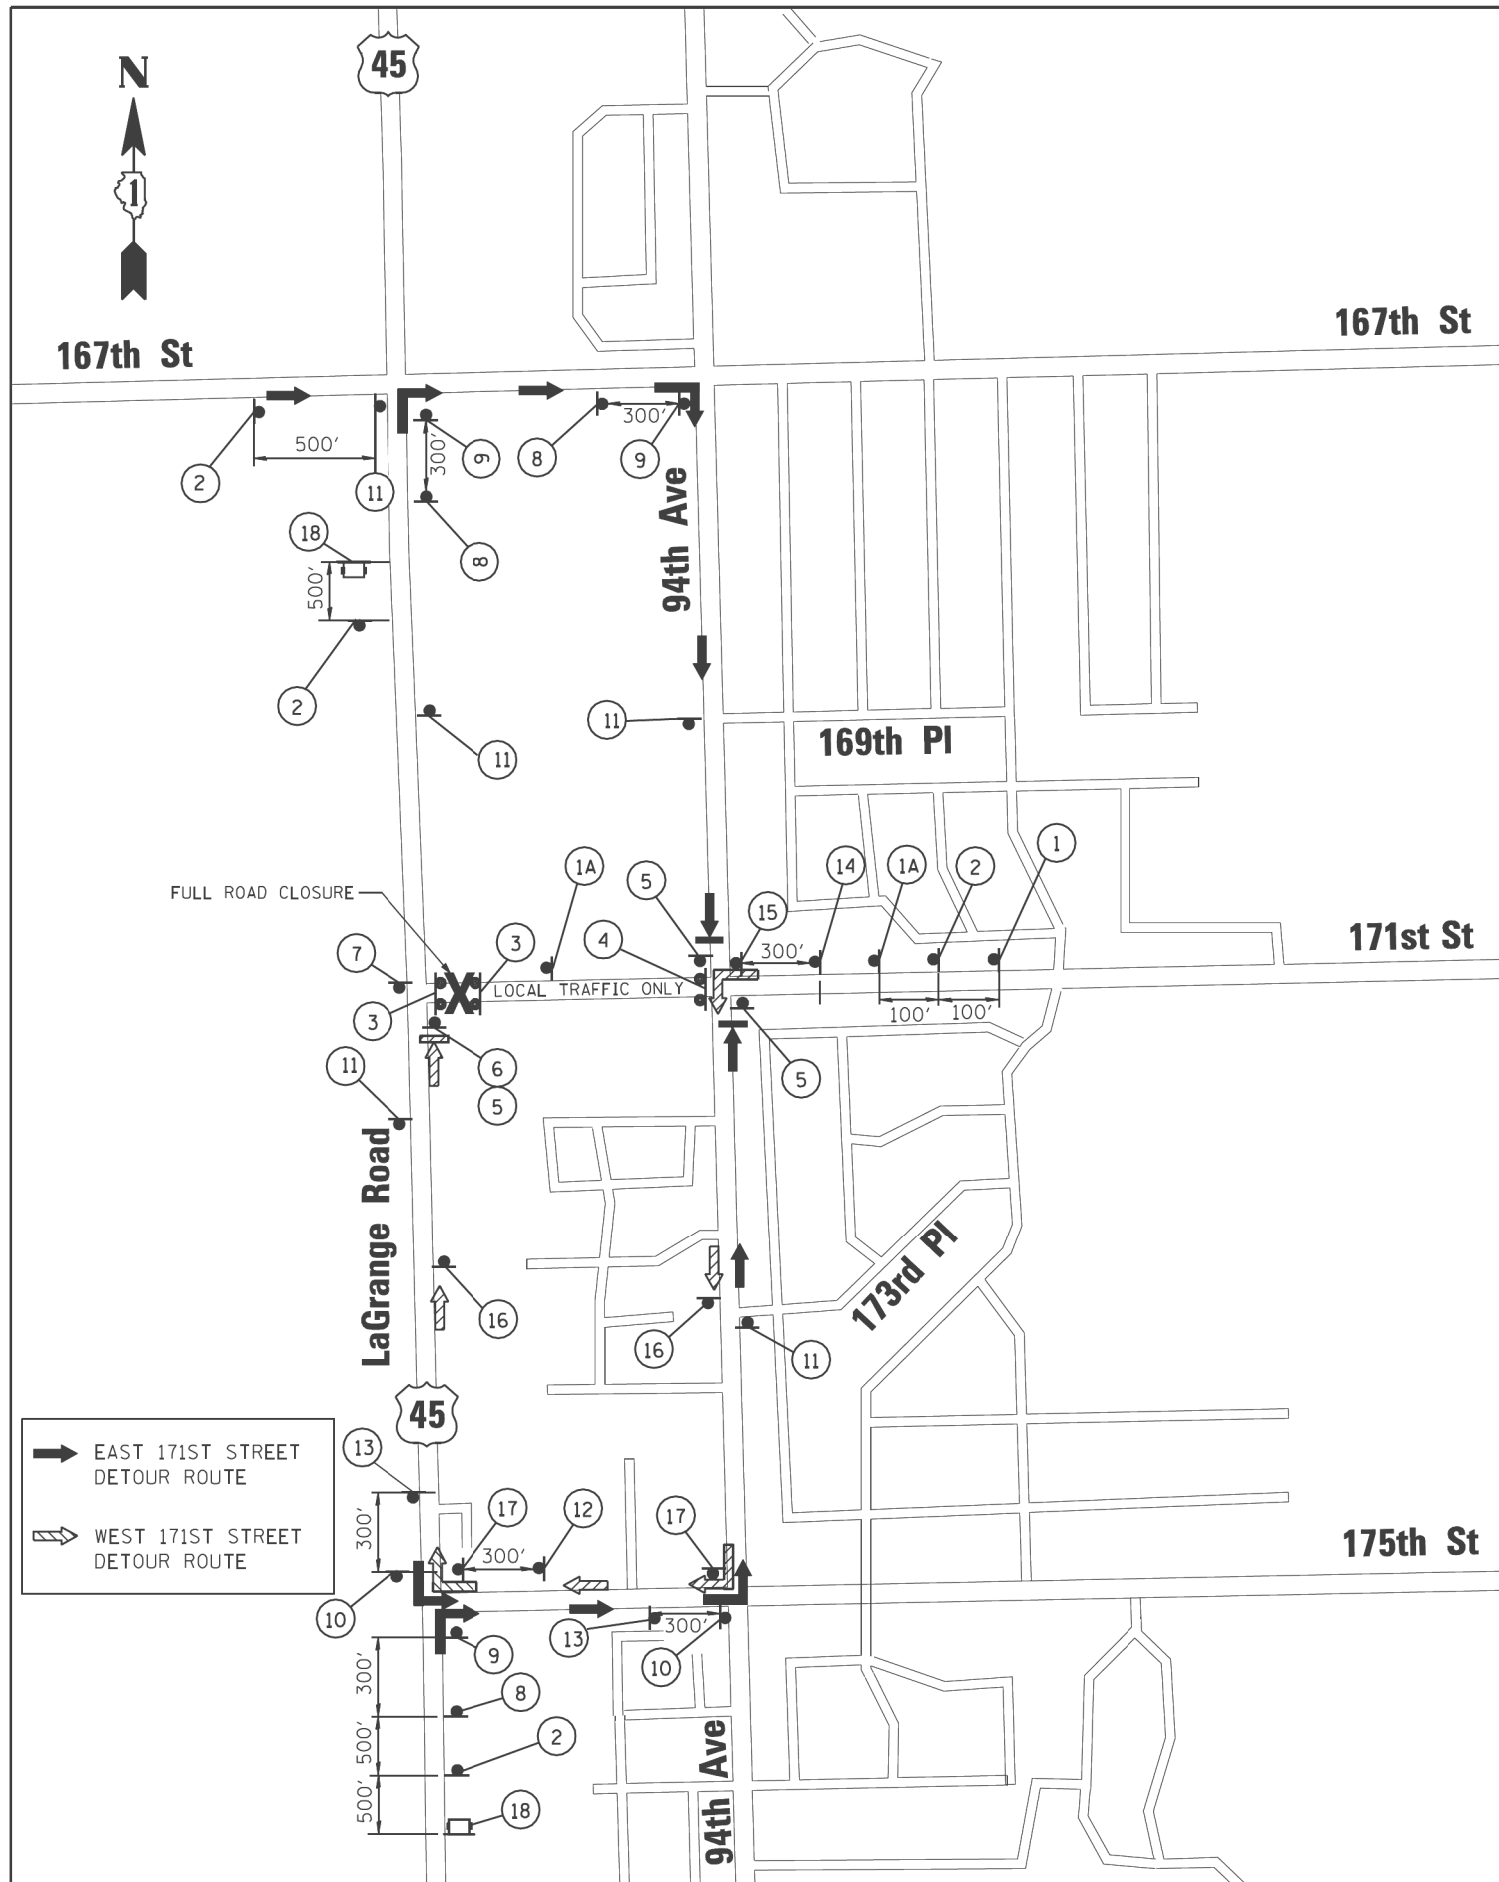 45
N
1
167th St
167th St
300'
500'
300'
2
11
9
8
9
94th Ave
18
8
500'
2
11
11
169th Pl
1A
5
14
1A
2
1
FULL ROAD CLOSURE
15
171st St
7
3
4
300'
LOCAL TRAFFIC ONLY
3
100'
100'
11
6
5
5
LaGrange Road
173rd Pl
16
16
11
45
EAST 171ST STREET
DETOUR ROUTE
WEST 171ST STREET
DETOUR ROUTE
13
17
12
17
300'
300'
175th St
10
13
300'
10
9
300'
8
500'
2
94th Ave
500'
18